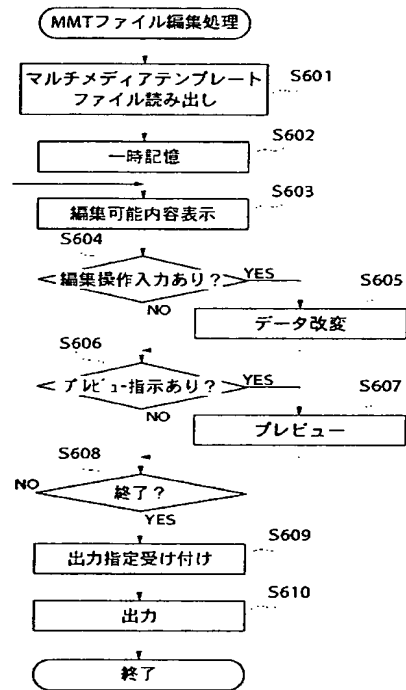 MMTファイル編集処理
マルチメディアテンプレート
ファイル読み出し
S601
S602
一時記憶
S603
編集可能内容表示
S604
編集操作入力あり?
YES
S605
NO
データ改変
S606
プレビュー指示あり?
YES
S607
NO
プレビュー
S608
NO
終了?
YES
S609
出力指定受け付け
S610
出力
終了